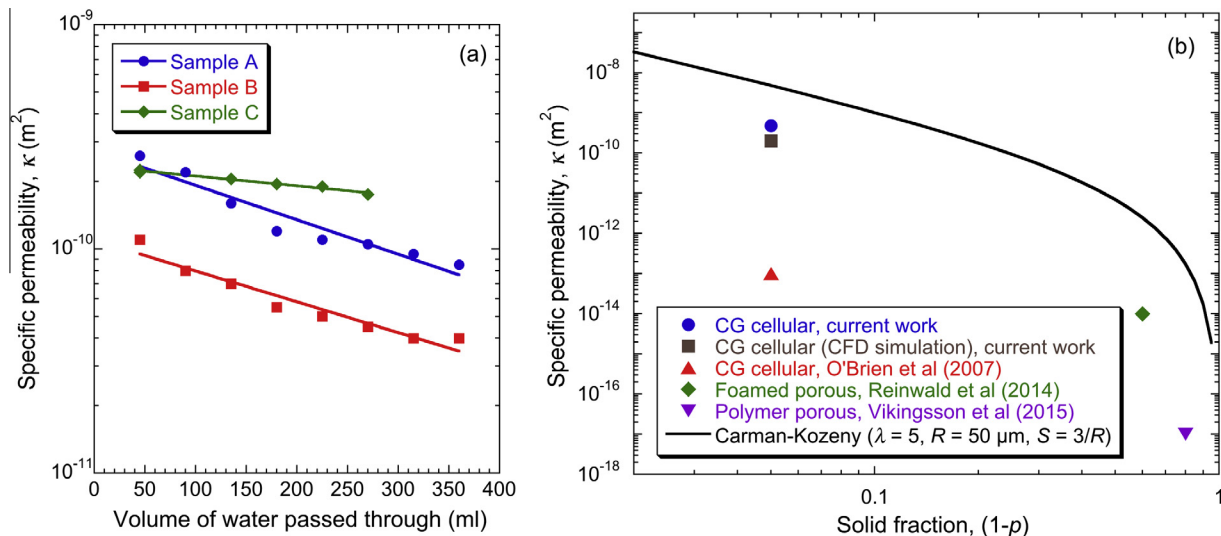 10⁻⁹
10⁻¹⁰
10⁻¹¹
Specific permeability, κ (m²)
Sample A
Sample B
Sample C
(a)
0 50 100 150 200 250 300 350 400
Volume of water passed through (ml)
10⁻⁸
10⁻¹⁰
10⁻¹²
10⁻¹⁴
10⁻¹⁶
10⁻¹⁸
Specific permeability, κ (m²)
(b)
CG cellular, current work
CG cellular (CFD simulation), current work
CG cellular, O'Brien et al (2007)
Foamed porous, Reinwald et al (2014)
Polymer porous, Vikingsson et al (2015)
Carman-Kozeny (λ = 5, R = 50 μm, S = 3/R)
0.1 1
Solid fraction, (1-p)